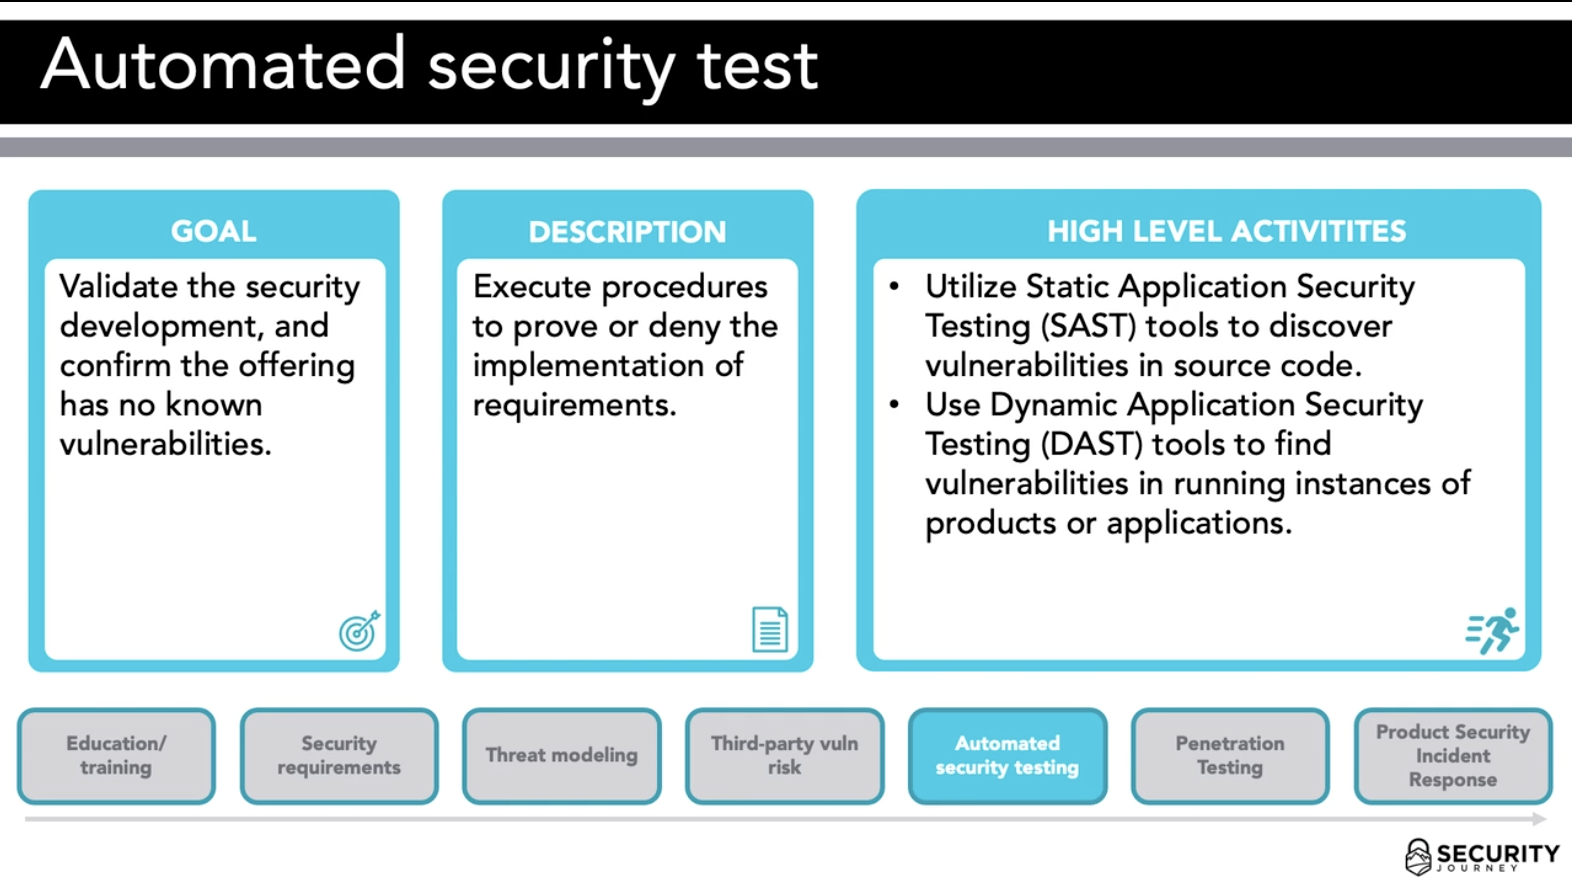 Automated security test
GOAL
Validate the security
development, and
confirm the offering
has no known
vulnerabilities.
DESCRIPTION
Execute procedures
to prove or deny the
implementation of
requirements.
HIGH LEVEL ACTIVITITES
• Utilize Static Application Security
Testing (SAST) tools to discover
vulnerabilities in source code.
• Use Dynamic Application Security
Testing (DAST) tools to find
vulnerabilities in running instances of
products or applications.
Education/
training
Security
requirements
Threat modeling
Third-party vuln
risk
Automated
security testing
Penetration
Testing
Product Security
Incident
Response
SECURITY
JOURNEY